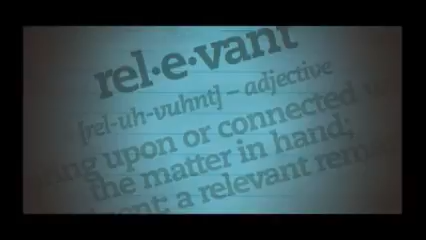 rel·e·vant
[rel-uh-vuhnt] – adjective
upon or connected
the matter in hand;
a relevant